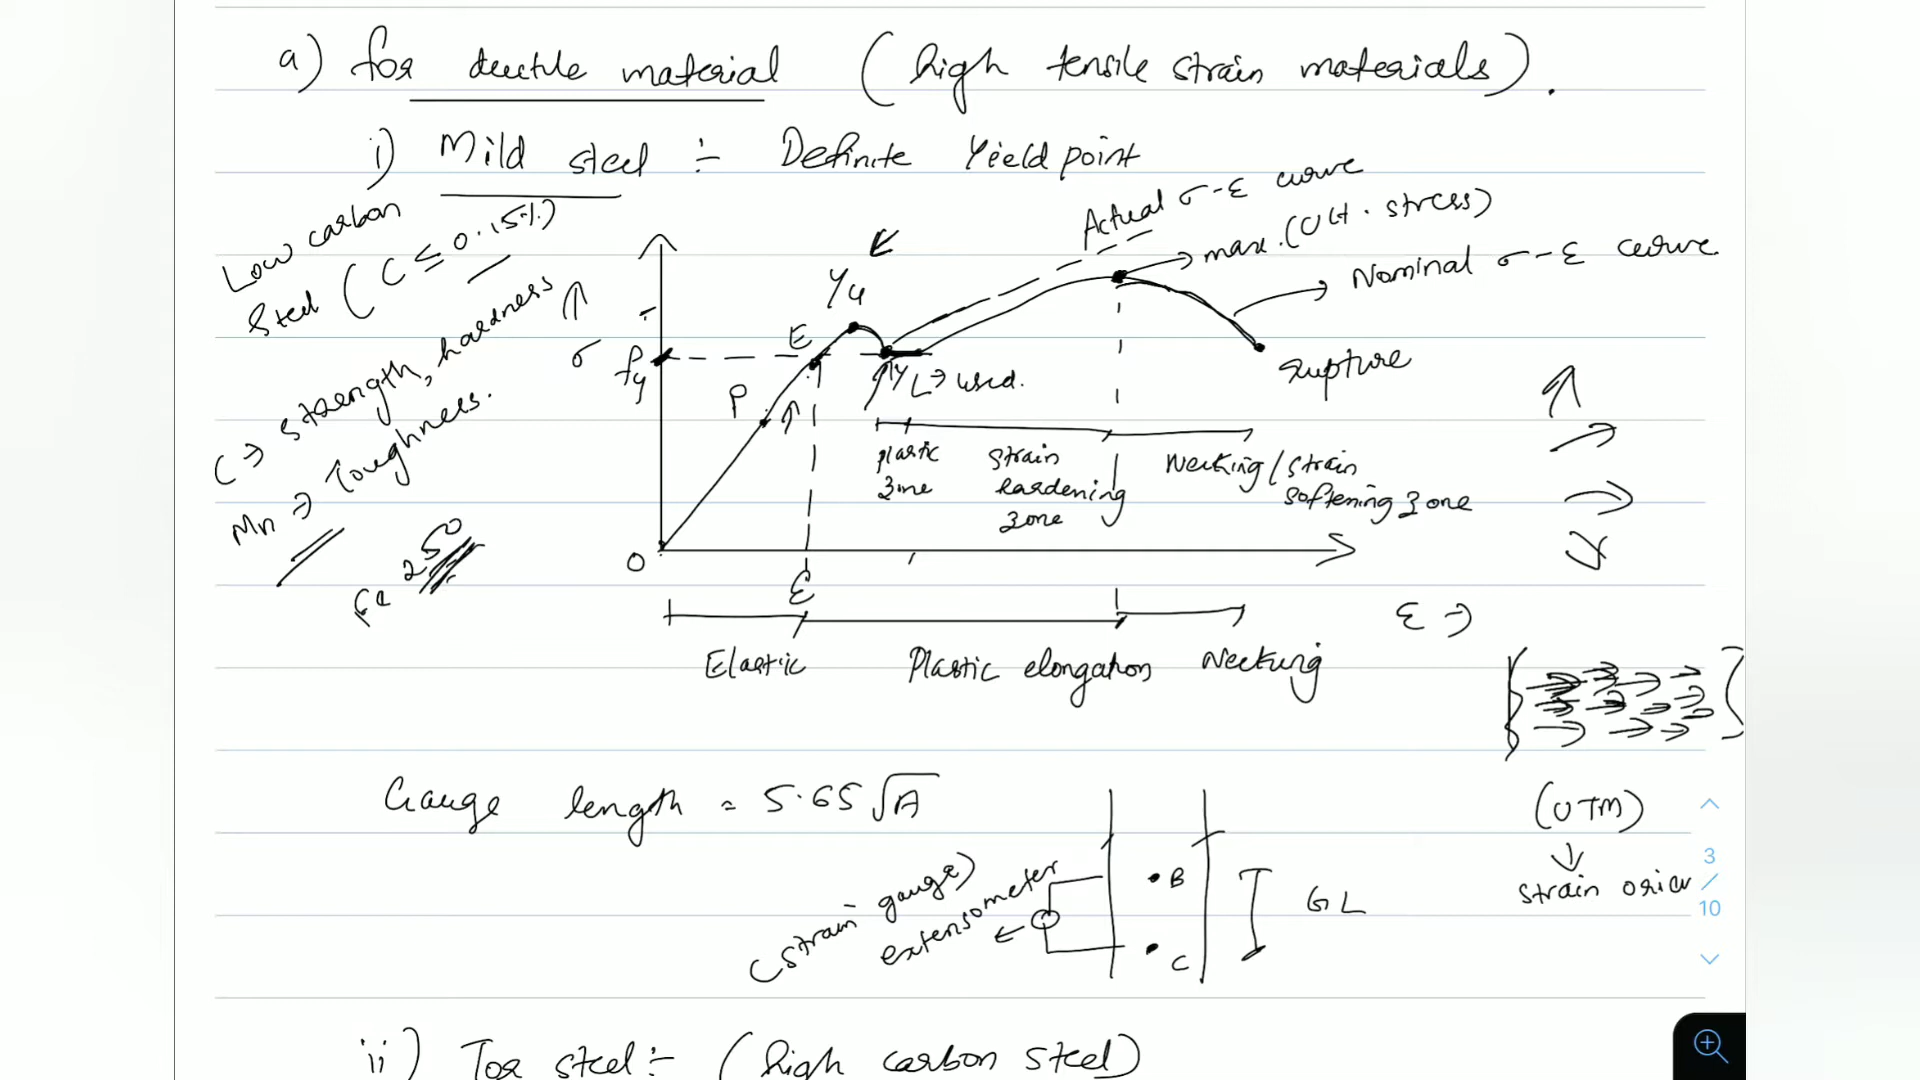 a) for ductile material (high tensile strain materials).
i) Mild steel :- Definite Yield point
Low carbon
Steel (C ≤ 0.15%)
C → strength, hardness
Mn → Toughness.
Fe 250
Actual σ-ε curve
max. (Ult. stress)
Nominal σ-ε curve
σ
fy
P
E
Yu
YL → used.
rupture
plastic
zone
strain
hardening
zone
Necking / strain
softening zone
O
ε
ε →
Elastic
Plastic elongation
Necking
Gauge length = 5.65 √A
(strain gauge)
extensometer
B
C
GL
(UTM)
strain
3
/
10
ii) Tor steel :- (high carbon steel)